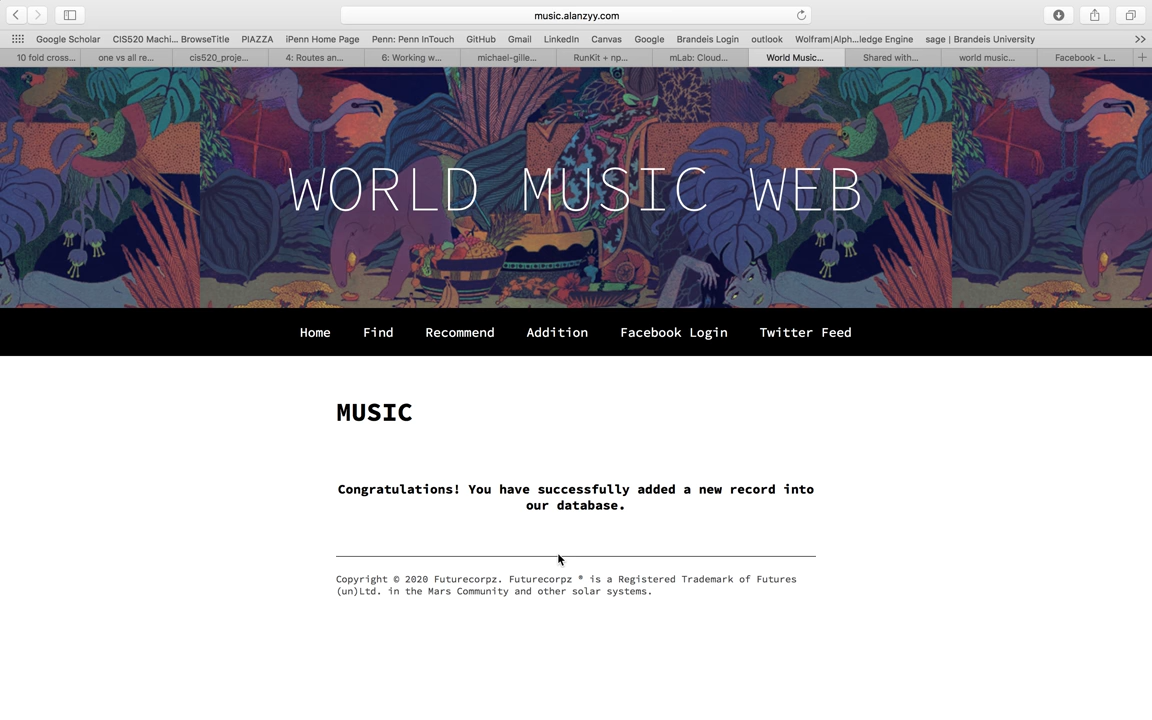 music.alanzyy.com
Google Scholar CIS520 Machi... BrowseTitle PIAZZA iPenn Home Page Penn: Penn InTouch GitHub Gmail LinkedIn Canvas Google Brandeis Login outlook Wolfram|Alph...ledge Engine sage | Brandeis University
10 fold cross... one vs all re... cis520_proje... 4: Routes an... 6: Working w... michael-gille... RunKit + np... mLab: Cloud... World Music... Shared with... world music... Facebook - L...
WORLD MUSIC WEB
Home Find Recommend Addition Facebook Login Twitter Feed
MUSIC
Congratulations! You have successfully added a new record into
our database.
Copyright © 2020 Futurecorpz. Futurecorpz ® is a Registered Trademark of Futures
(un)Ltd. in the Mars Community and other solar systems.